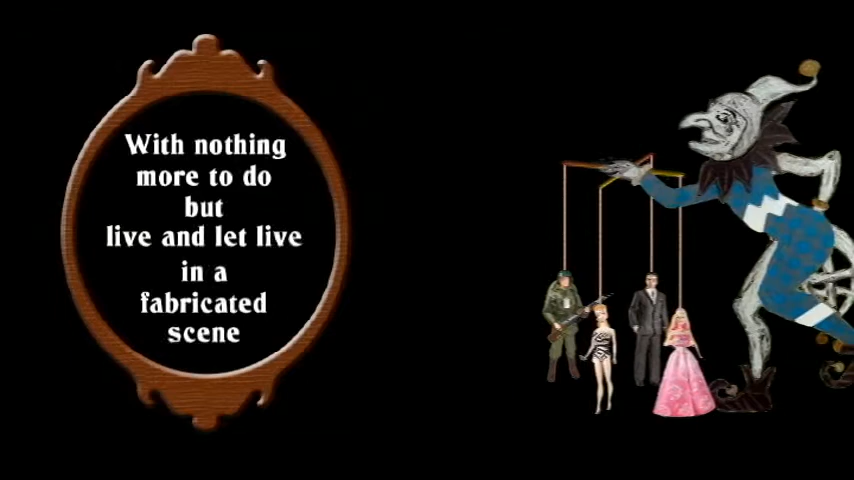 With nothing
more to do
but
live and let live
in a
fabricated
scene